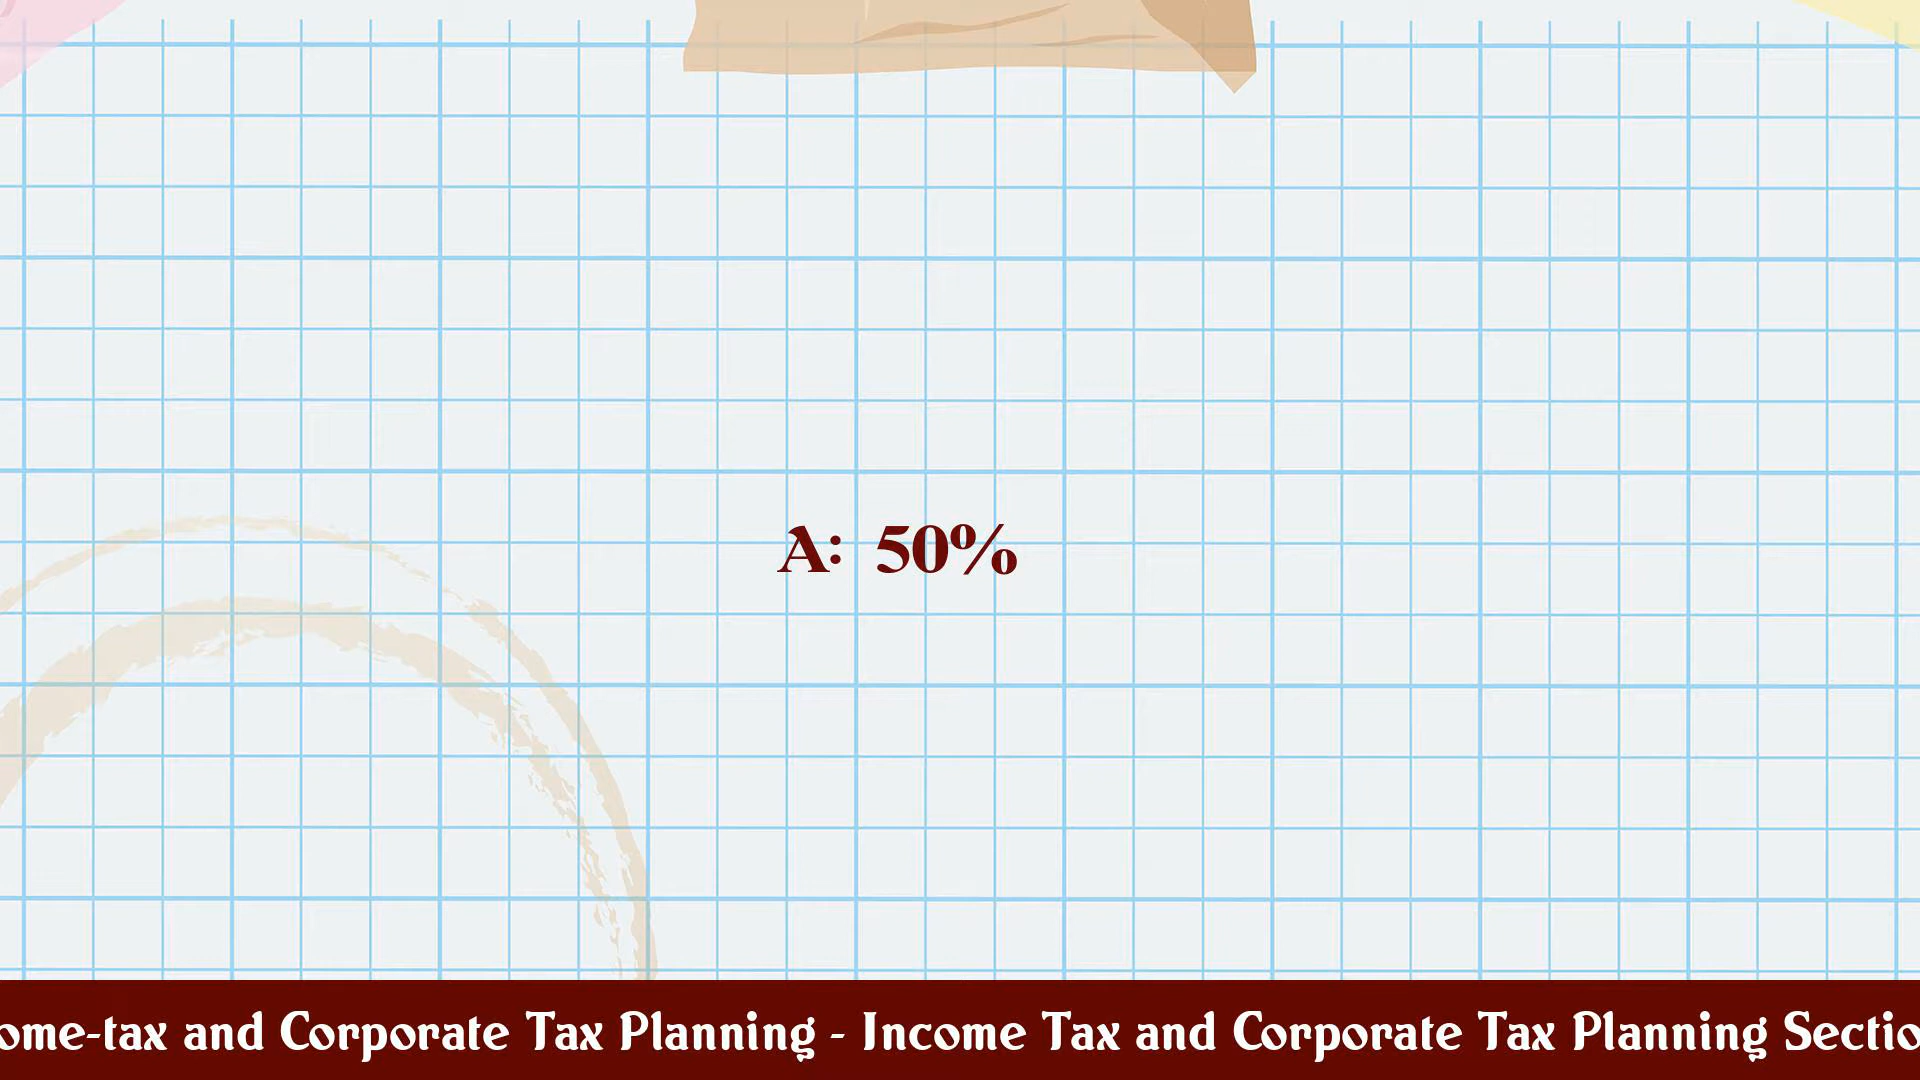 A: 50%
ome-tax and Corporate Tax Planning - Income Tax and Corporate Tax Planning Sectio